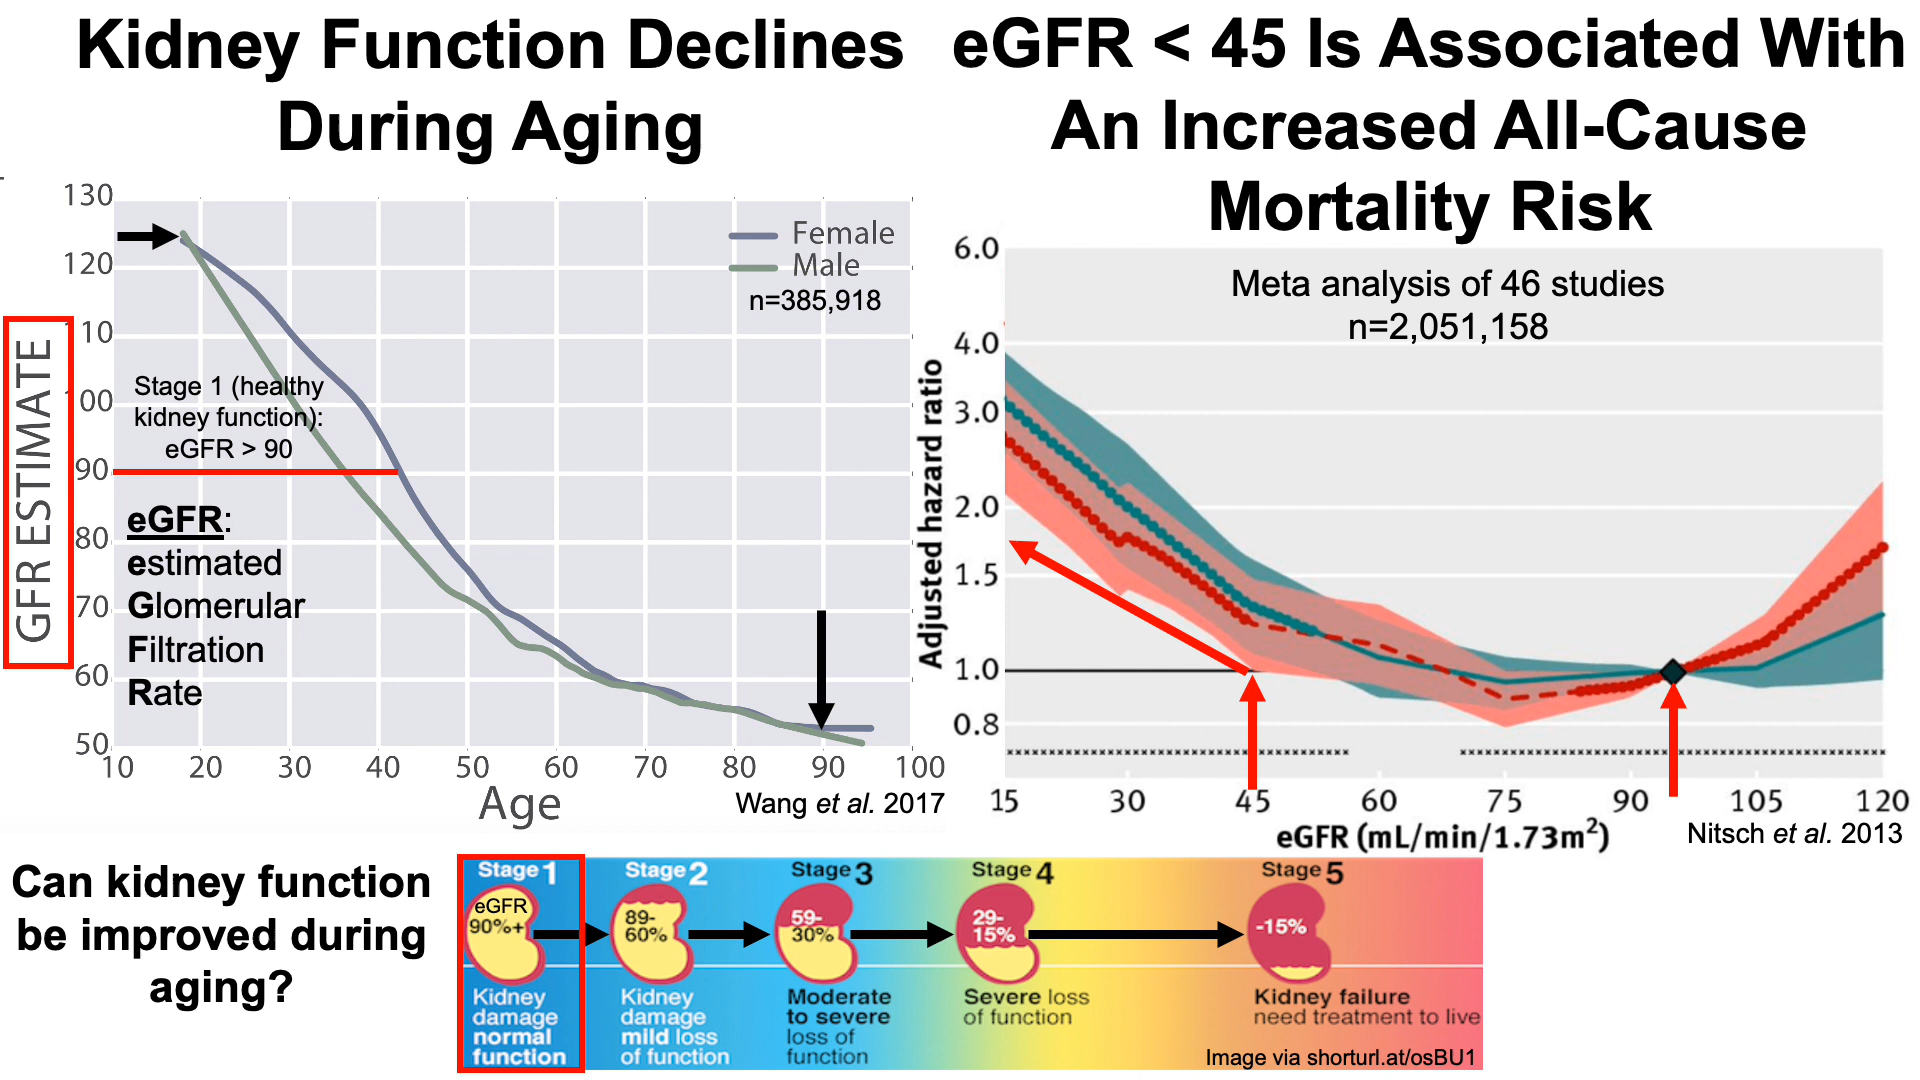 Kidney Function Declines
During Aging
130
120
110
100
90
80
70
60
50
GFR ESTIMATE
Female
Male
n=385,918
Stage 1 (healthy
kidney function):
eGFR > 90
eGFR:
estimated
Glomerular
Filtration
Rate
10 20 30 40 50 60 70 80 90 100
Age
Wang et al. 2017
eGFR < 45 Is Associated With
An Increased All-Cause
Mortality Risk
6.0
4.0
3.0
2.0
1.5
1.0
0.8
Adjusted hazard ratio
Meta analysis of 46 studies
n=2,051,158
15 30 45 60 75 90 105 120
eGFR (mL/min/1.73m²)
Nitsch et al. 2013
Can kidney function
be improved during
aging?
Stage 1
eGFR
90%+
Kidney
damage
normal
function
Stage 2
89-
60%
Kidney
damage
mild loss
of function
Stage 3
59-
30%
Moderate
to severe
loss of
function
Stage 4
29-
15%
Severe loss
of function
Stage 5
-15%
Kidney failure
need treatment to live
Image via shorturl.at/osBU1